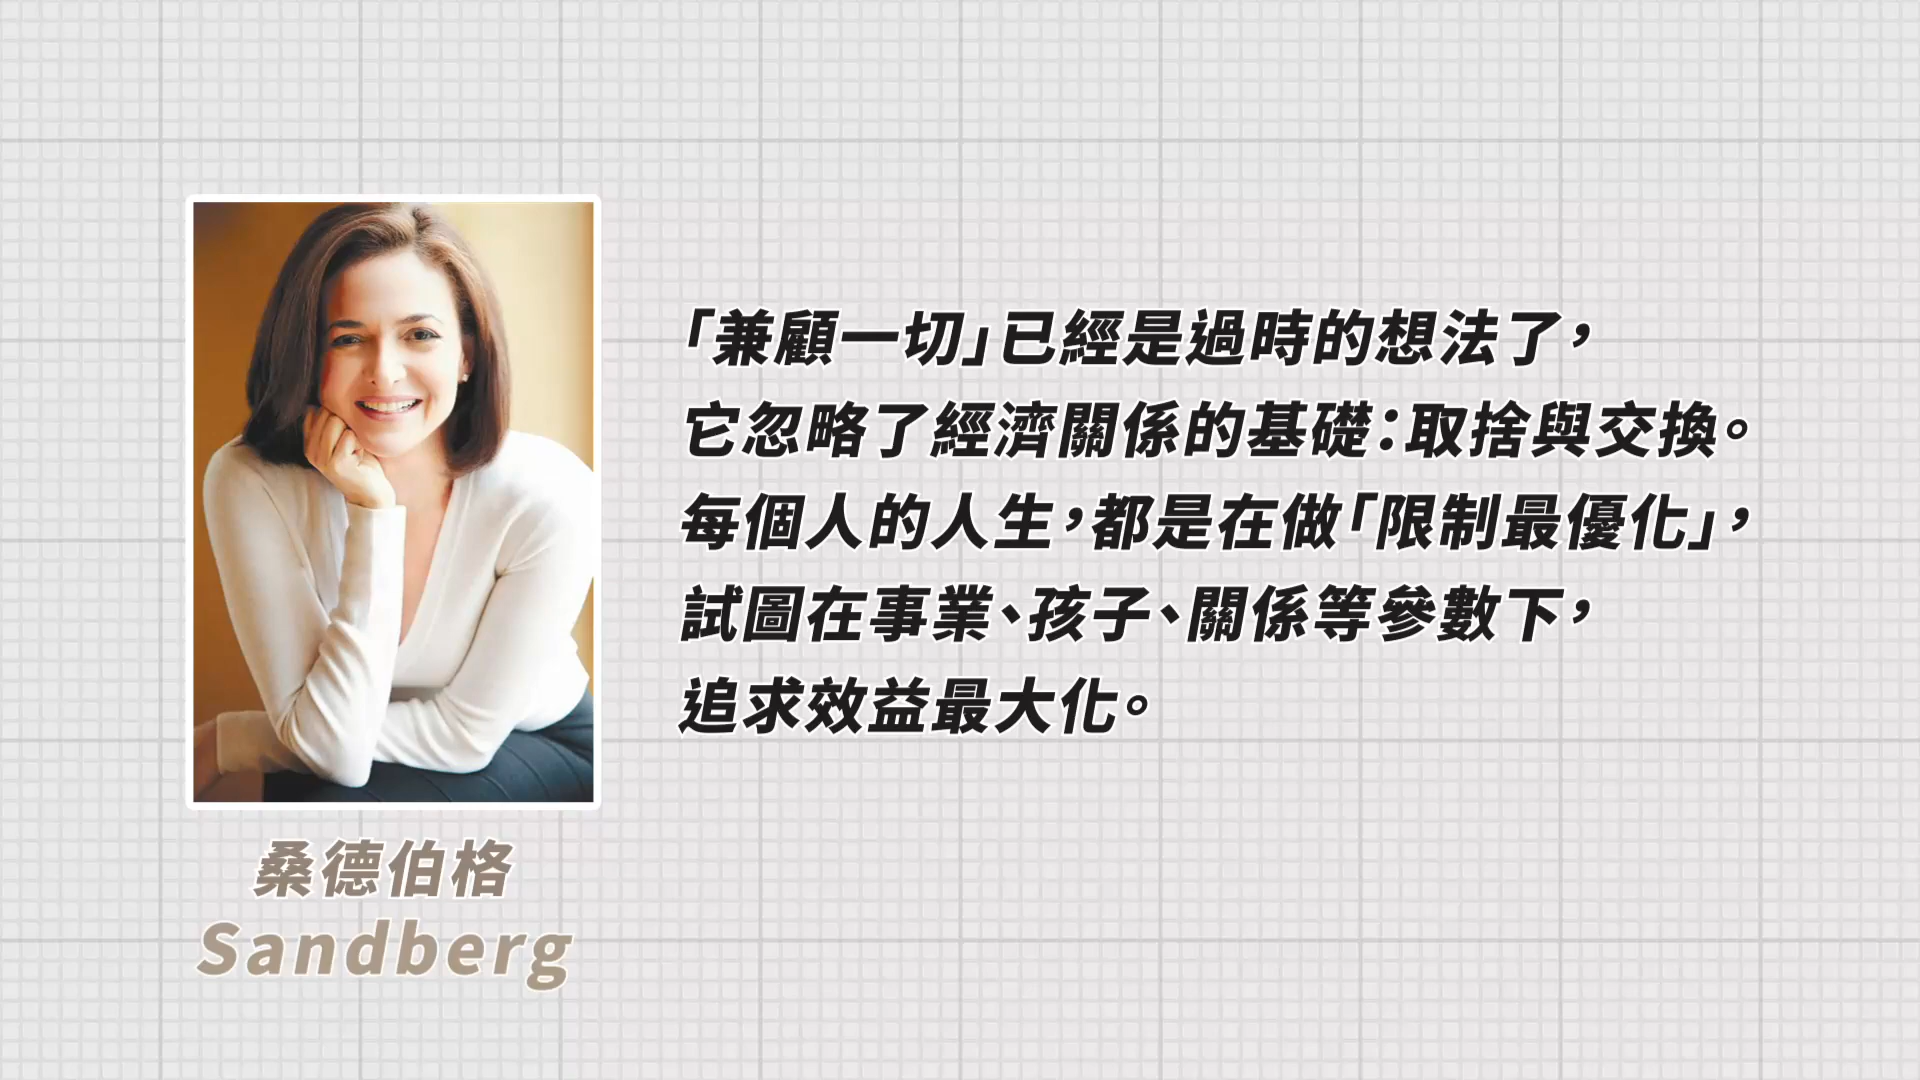 「兼顧一切」已經是過時的想法了，
它忽略了經濟關係的基礎：取捨與交換。
每個人的人生，都是在做「限制最優化」，
試圖在事業、孩子、關係等參數下，
追求效益最大化。
桑德伯格
Sandberg